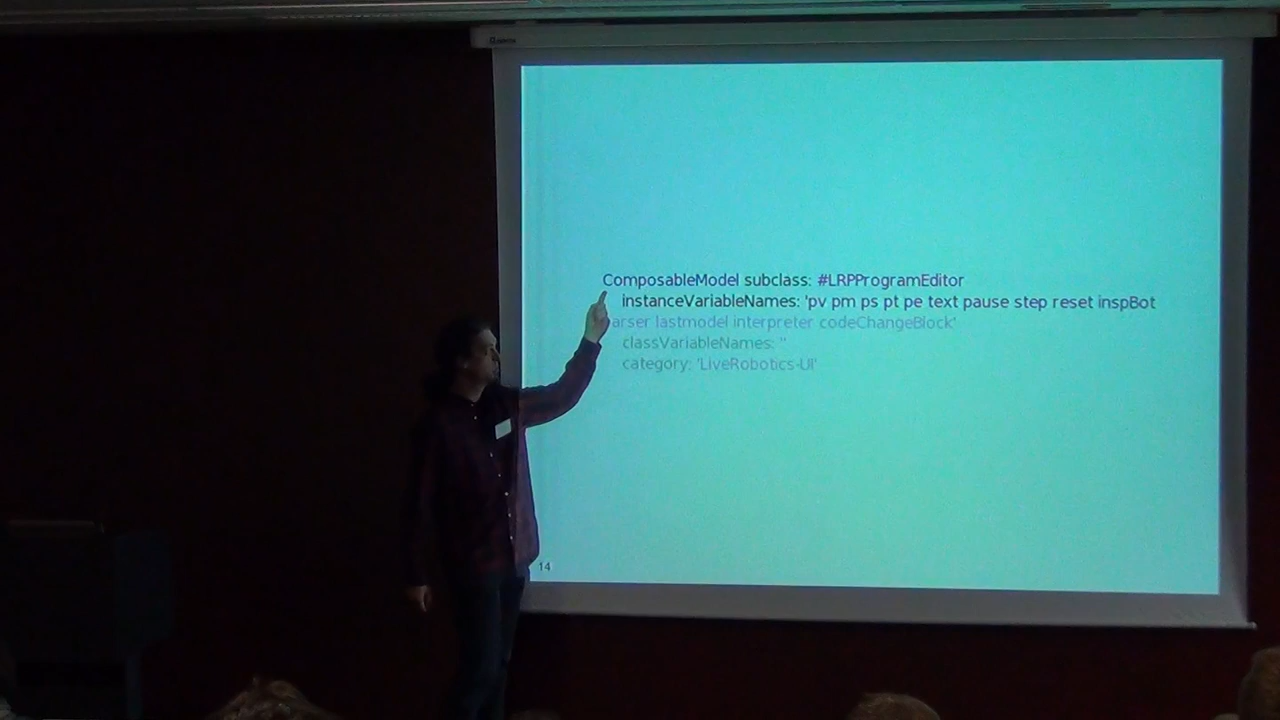 ComposableModel subclass: #LRPProgramEditor
instanceVariableNames: 'pv pm ps pt pe text pause step reset inspBot
arser lastmodel interpreter codeChangeBlock'
classVariableNames: ''
category: 'LiveRobotics-UI'
14